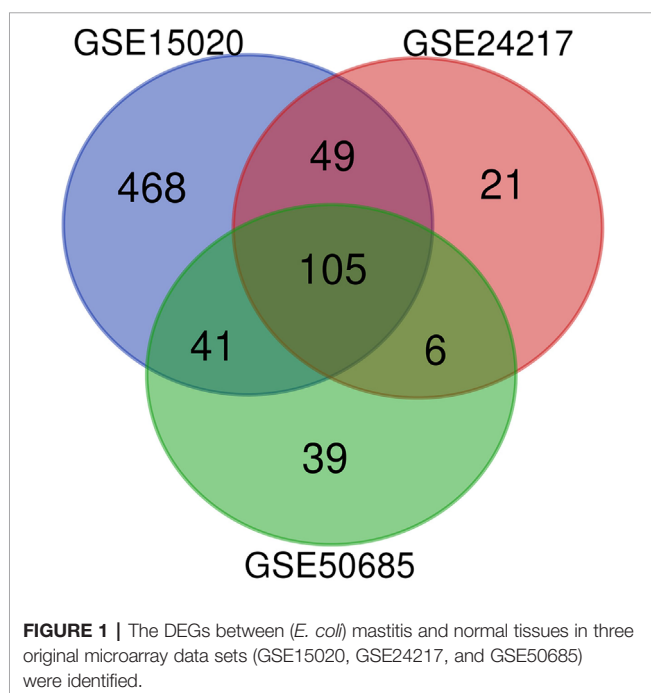 GSE15020 GSE24217
49
468 21
105
41 6
39
GSE50685
FIGURE 1 | The DEGs between (E. coli) mastitis and normal tissues in three
original microarray data sets (GSE15020, GSE24217, and GSE50685)
were identified.